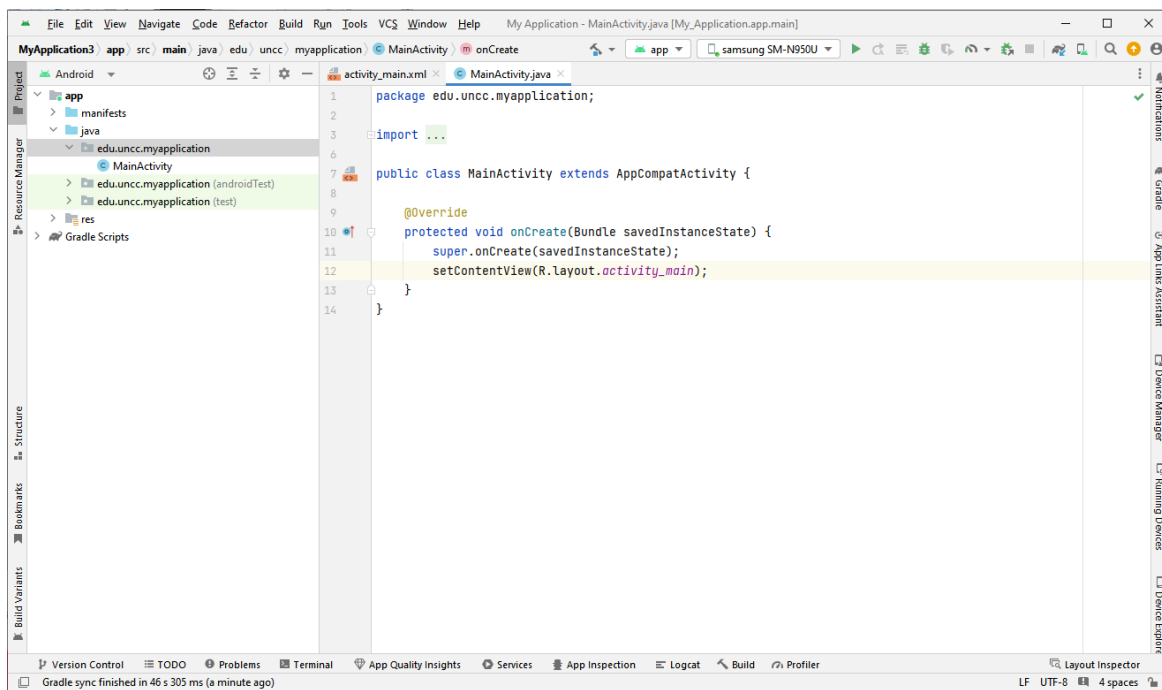 File Edit View Navigate Code Refactor Build Run Tools VCS Window Help My Application - MainActivity.java [My_Application.app.main]
MyApplication3 app src main java edu uncc myapplication MainActivity onCreate app samsung SM-N950U
Android
activity_main.xml MainActivity.java
Project
Resource Manager
Structure
Bookmarks
Build Variants
app
manifests
java
edu.uncc.myapplication
MainActivity
edu.uncc.myapplication (androidTest)
edu.uncc.myapplication (test)
res
Gradle Scripts
1 package edu.uncc.myapplication;
2
3 import ...
6
7 public class MainActivity extends AppCompatActivity {
8
9 @Override
10 protected void onCreate(Bundle savedInstanceState) {
11 super.onCreate(savedInstanceState);
12 setContentView(R.layout.activity_main);
13 }
14 }
Notifications
Gradle
App Links Assistant
Device Manager
Running Devices
Device Explore
Version Control TODO Problems Terminal App Quality Insights Services App Inspection Logcat Build Profiler Layout Inspector
Gradle sync finished in 46 s 305 ms (a minute ago) LF UTF-8 4 spaces